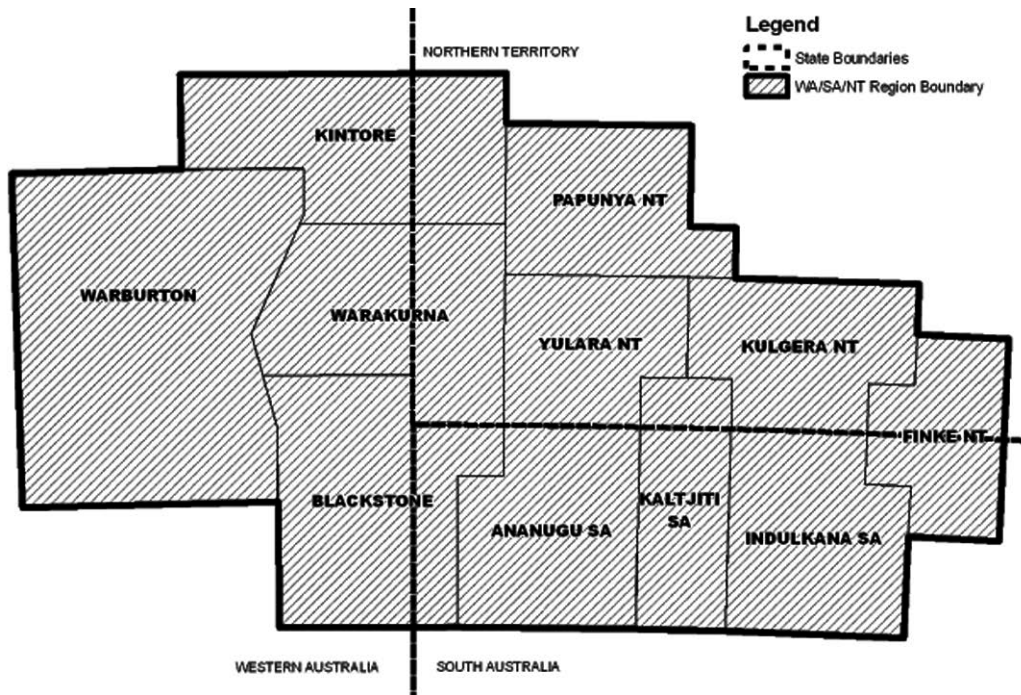 Legend
NORTHERN TERRITORY
State Boundaries
WA/SA/NT Region Boundary
KINTORE
PAPUNYA NT
WARBURTON
WARAKURNA
YULARA NT
KULGERA NT
FINKE NT
BLACKSTONE
KALTJITI
SA
ANANUGU SA
INDULKANA SA
WESTERN AUSTRALIA
SOUTH AUSTRALIA